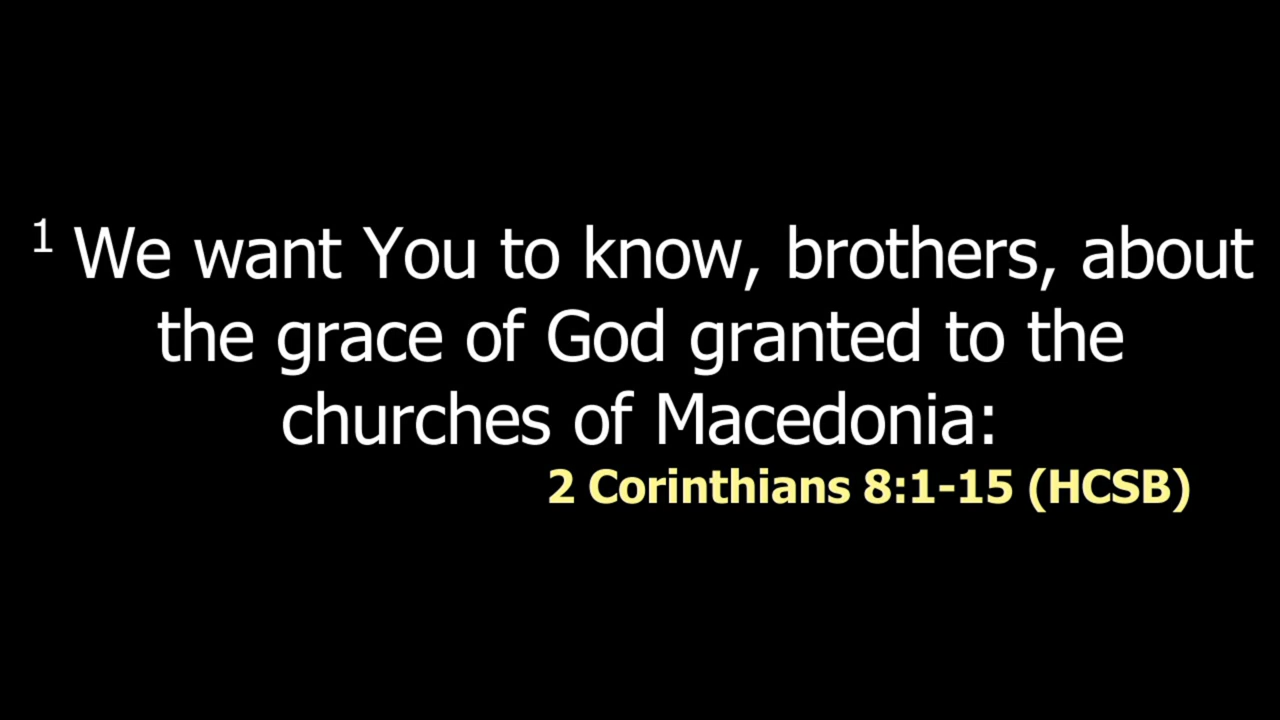 1 We want You to know, brothers, about
the grace of God granted to the
churches of Macedonia:
2 Corinthians 8:1-15 (HCSB)